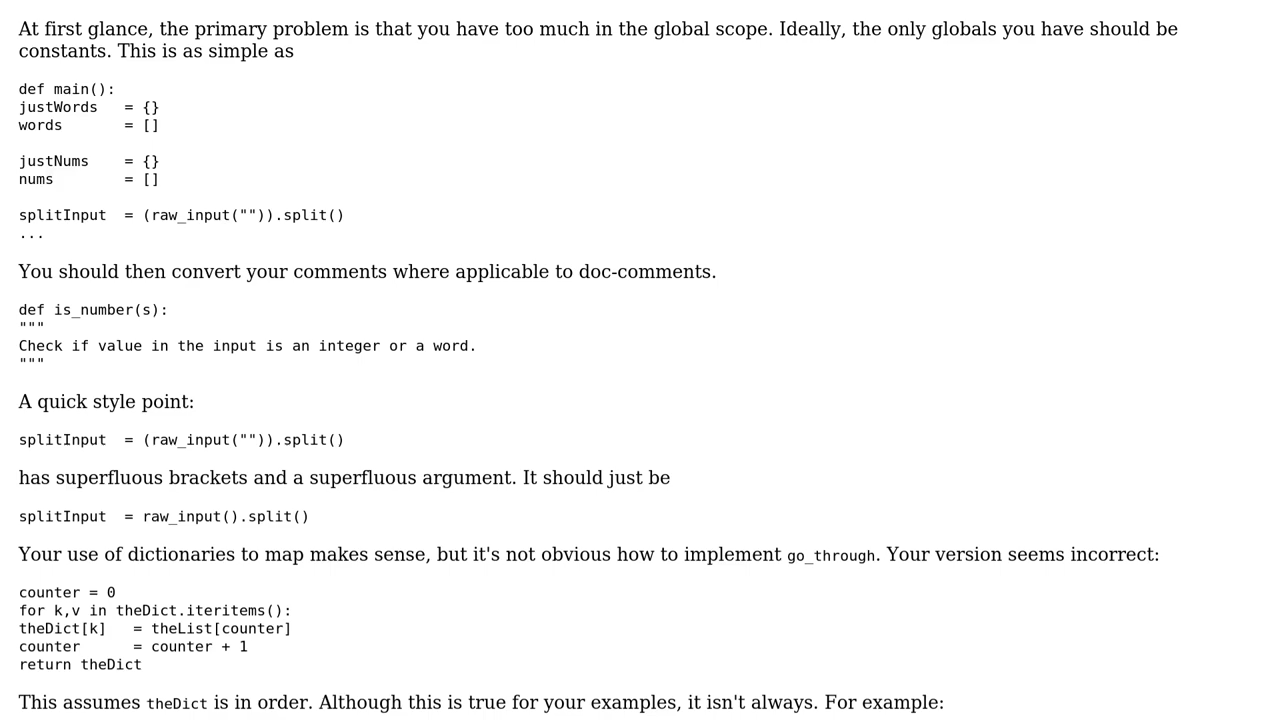 At first glance, the primary problem is that you have too much in the global scope. Ideally, the only globals you have should be
constants. This is as simple as
def main():
justWords   = {}
words       = []
justNums    = {}
nums        = []
splitInput  = (raw_input("")).split()
...
You should then convert your comments where applicable to doc-comments.
def is_number(s):
"""
Check if value in the input is an integer or a word.
"""
A quick style point:
splitInput  = (raw_input("")).split()
has superfluous brackets and a superfluous argument. It should just be
splitInput  = raw_input().split()
Your use of dictionaries to map makes sense, but it's not obvious how to implement go_through. Your version seems incorrect:
counter = 0
for k,v in theDict.iteritems():
theDict[k]   = theList[counter]
counter      = counter + 1
return theDict
This assumes theDict is in order. Although this is true for your examples, it isn't always. For example: